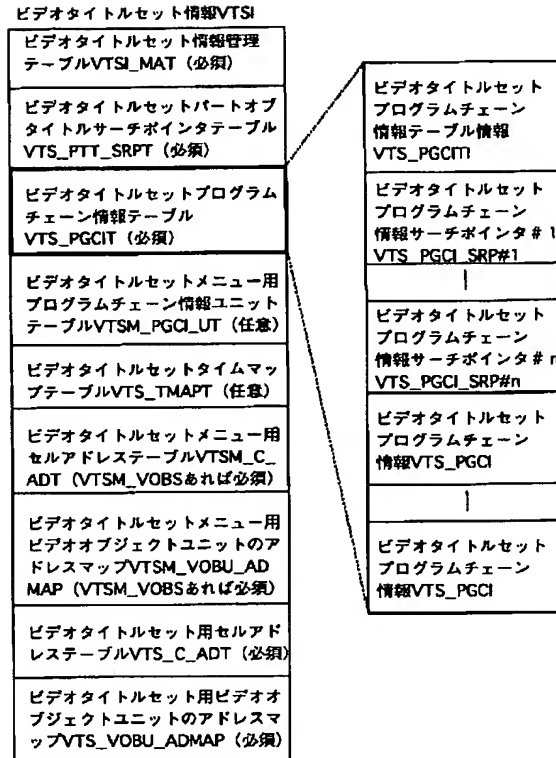 ビデオタイトルセット情報VTSI
ビデオタイトルセット情報管理
テーブルVTSI_MAT（必須）
ビデオタイトルセットパートオブ
タイトルサーチポインタテーブル
VTS_PTT_SRPT（必須）
ビデオタイトルセットプログラム
チェーン情報テーブル
VTS_PGCIT（必須）
ビデオタイトルセットメニュー用
プログラムチェーン情報ユニット
テーブルVTSM_PGCI_UT（任意）
ビデオタイトルセットタイムマッ
プテーブルVTS_TMAPT（任意）
ビデオタイトルセットメニュー用
セルアドレステーブルVTSM_C_
ADT（VTSM_VOBSあれば必須）
ビデオタイトルセットメニュー用
ビデオオブジェクトユニットのア
ドレスマップVTSM_VOBU_AD
MAP（VTSM_VOBSあれば必須）
ビデオタイトルセット用セルアド
レステーブルVTS_C_ADT（必須）
ビデオタイトルセット用ビデオオ
ブジェクトユニットのアドレスマ
ップVTS_VOBU_ADMAP（必須）
ビデオタイトルセット
プログラムチェーン
情報テーブル情報
VTS_PGCITI
ビデオタイトルセット
プログラムチェーン
情報サーチポインタ＃1
VTS_PGCI_SRP#1
ビデオタイトルセット
プログラムチェーン
情報サーチポインタ＃n
VTS_PGCI_SRP#n
ビデオタイトルセット
プログラムチェーン
情報VTS_PGCI
ビデオタイトルセット
プログラムチェーン
情報VTS_PGCI